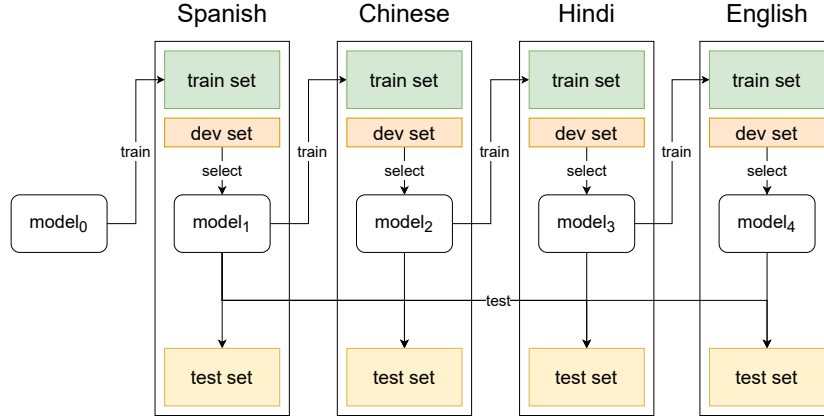 Spanish Chinese Hindi English
train set train set train set train set
dev set dev set dev set dev set
train train train train
select select select select
model0 model1 model2 model3 model4
test
test set test set test set test set